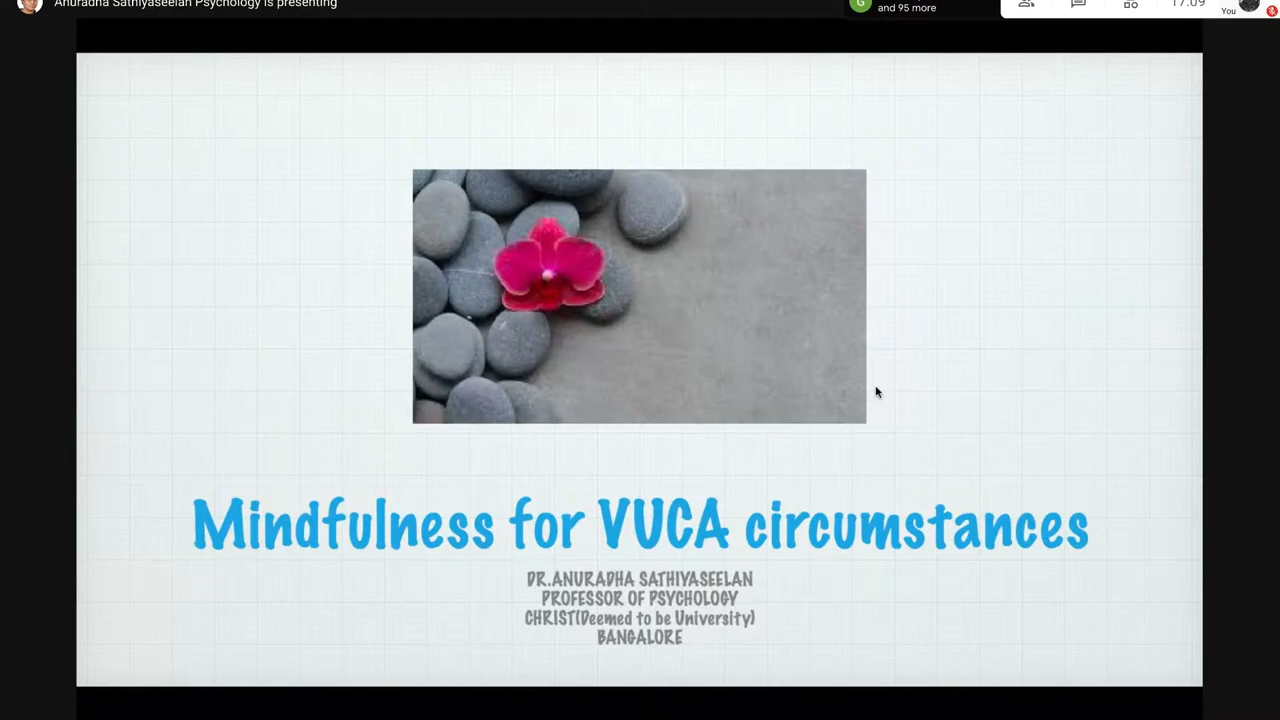 Anuradha Sathiyaseelan Psychology is presenting
G
and 95 more
17:09
You
Mindfulness for VUCA circumstances
DR.ANURADHA SATHIYASEELAN
PROFESSOR OF PSYCHOLOGY
CHRIST(Deemed to be University)
BANGALORE